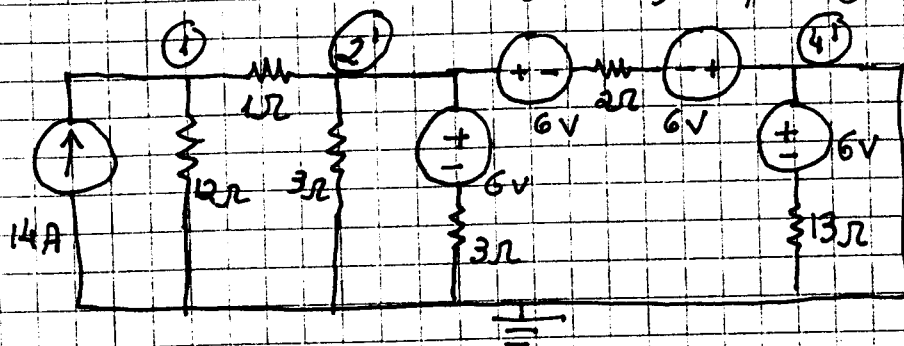 1 2' 4'
+ - - +
1Ω 2Ω
6V 6V
+ - 6V + - 6V
12Ω 3Ω
14A 3Ω 13Ω